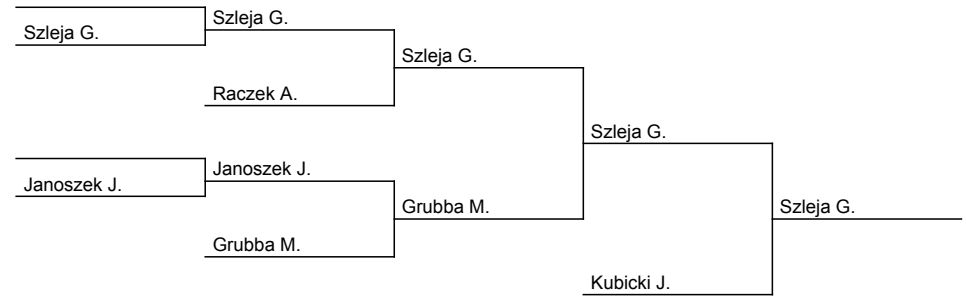 Szleja G.
Szleja G.
Szleja G.
Raczek A.
Szleja G.
Janoszek J.
Janoszek J.
Grubba M.
Szleja G.
Grubba M.
Kubicki J.